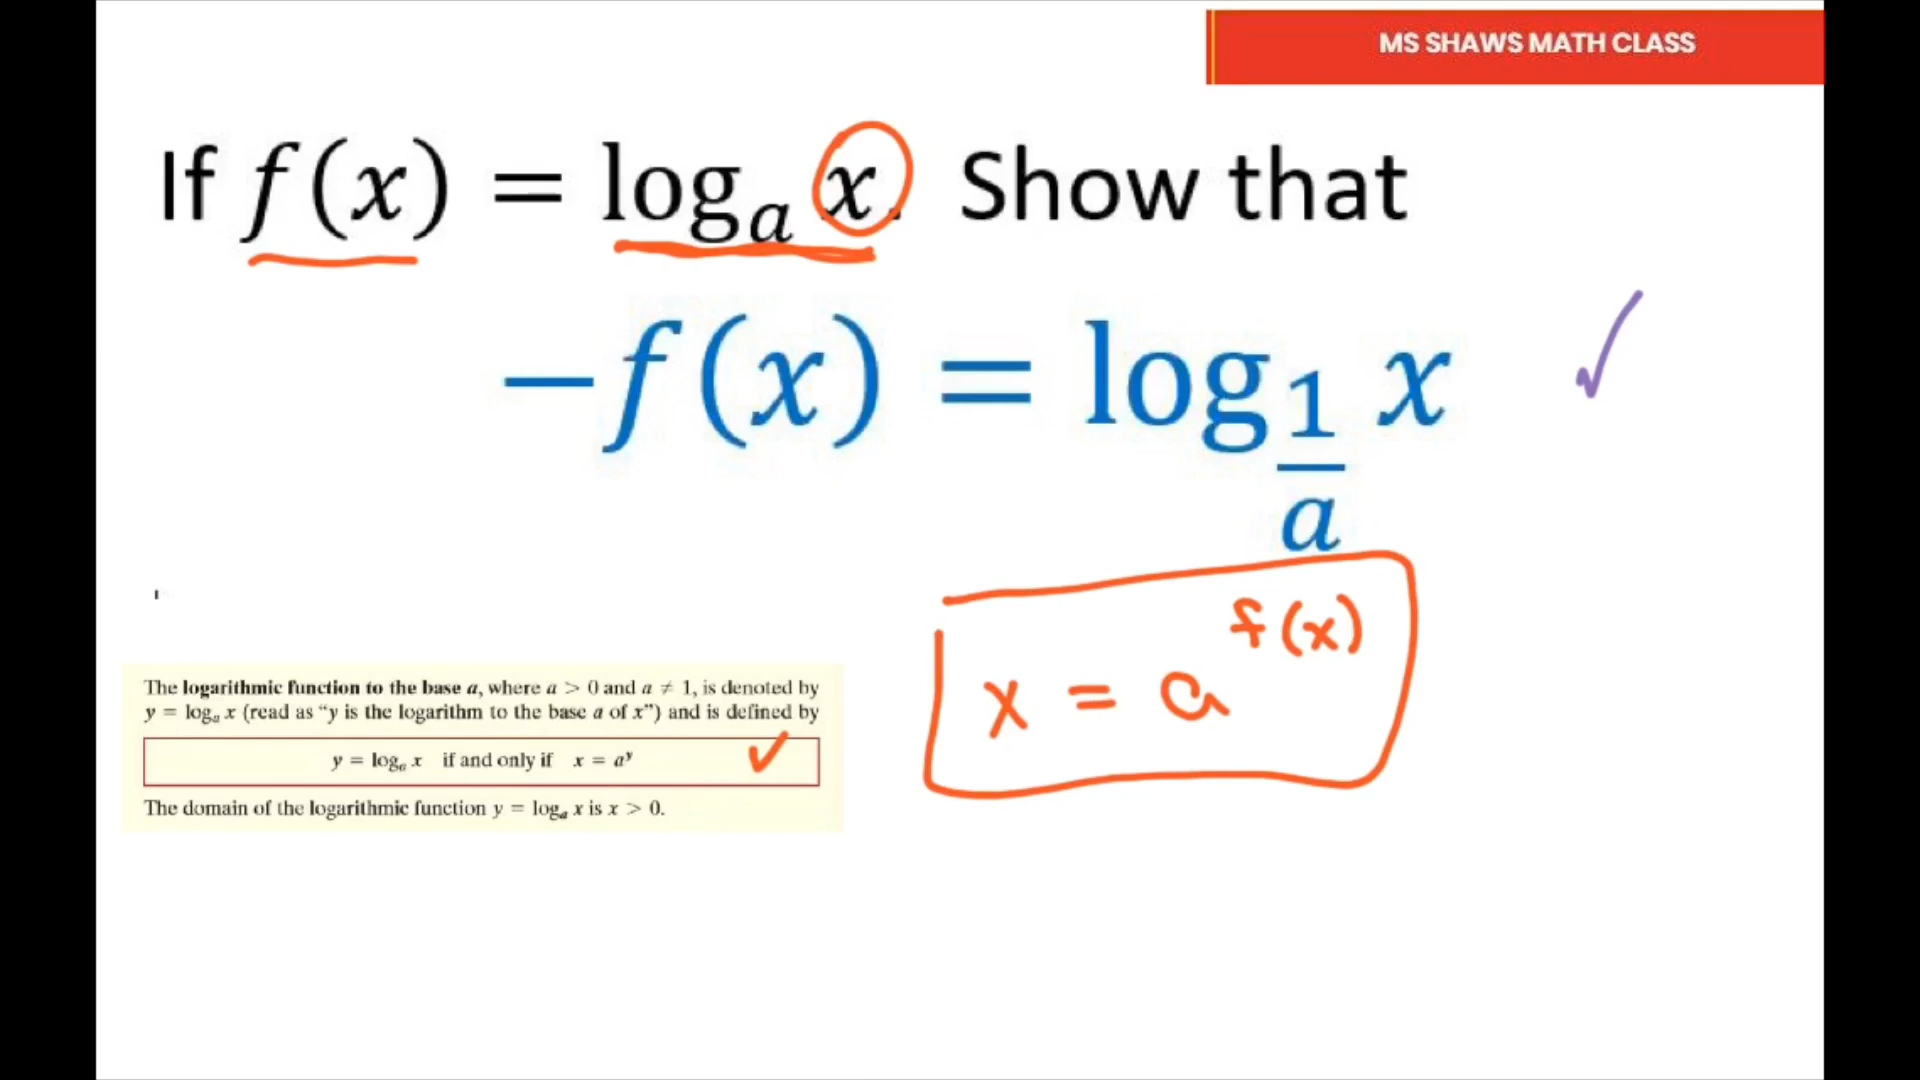 MS SHAWS MATH CLASS
If f(x) = logₐ x. Show that
−f(x) = log_{1/a} x
x = a^{f(x)}
The logarithmic function to the base a, where a > 0 and a ≠ 1, is denoted by
y = logₐ x (read as “y is the logarithm to the base a of x”) and is defined by
y = logₐ x if and only if x = aʸ
The domain of the logarithmic function y = logₐ x is x > 0.